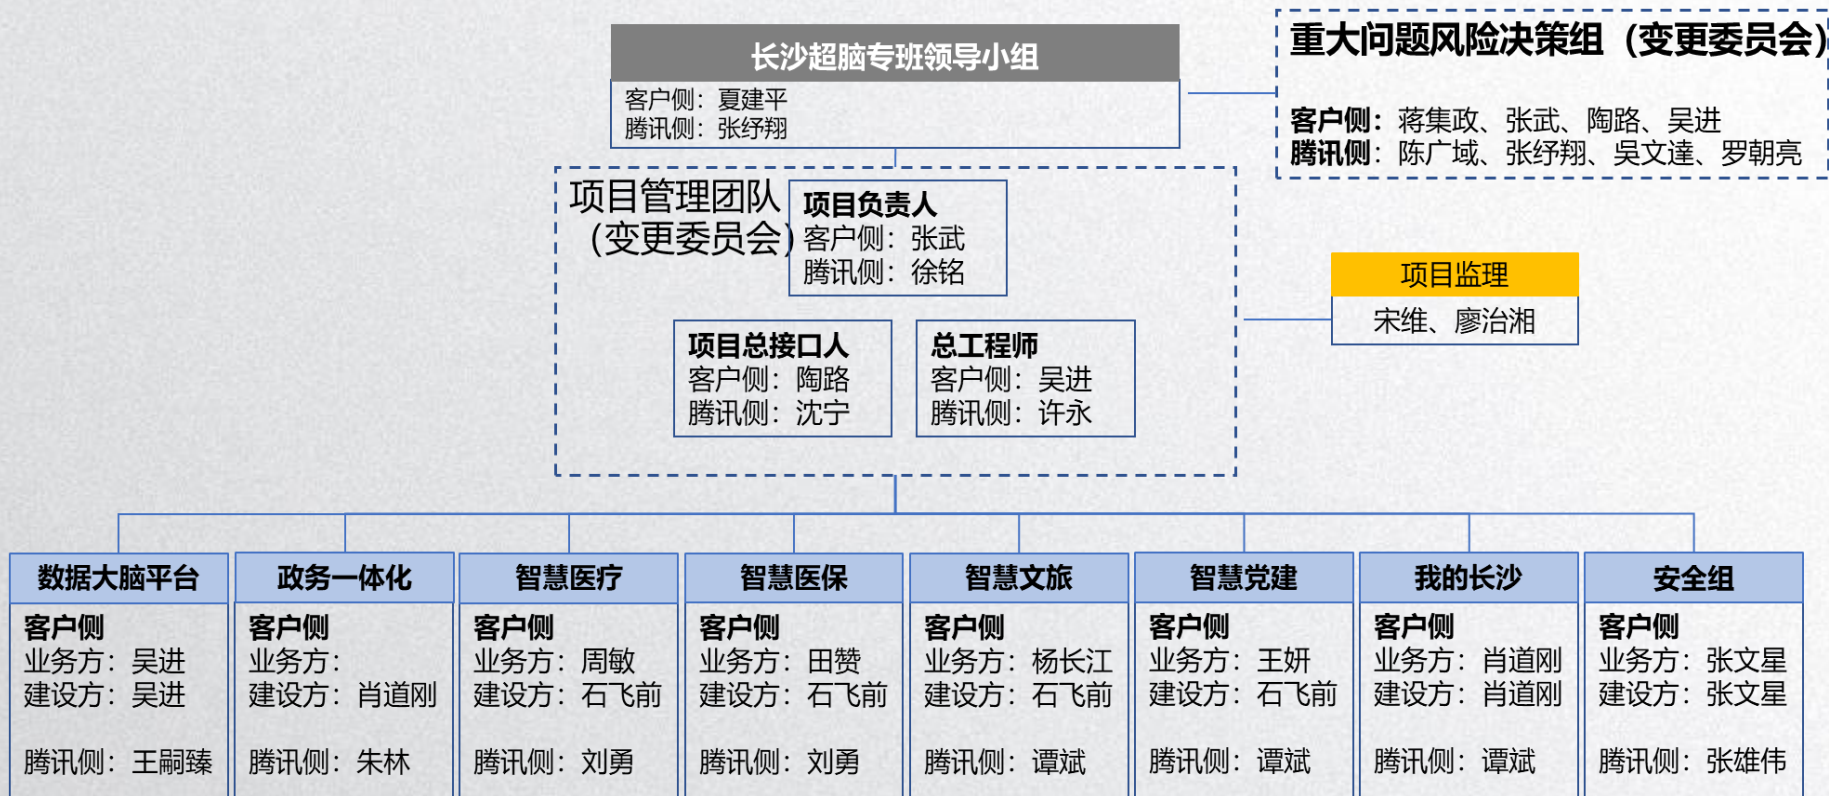 长沙超脑专班领导小组
客户侧：夏建平
腾讯侧：张纾翔
重大问题风险决策组（变更委员会）
客户侧：蒋集政、张武、陶路、吴进
腾讯侧：陈广域、张纾翔、吳文達、罗朝亮
项目管理团队
（变更委员会）
项目负责人
客户侧：张武
腾讯侧：徐铭
项目总接口人
客户侧：陶路
腾讯侧：沈宁
总工程师
客户侧：吴进
腾讯侧：许永
项目监理
宋维、廖治湘
数据大脑平台
客户侧
业务方：吴进
建设方：吴进
腾讯侧：王嗣臻
政务一体化
客户侧
业务方：
建设方：肖道刚
腾讯侧：朱林
智慧医疗
客户侧
业务方：周敏
建设方：石飞前
腾讯侧：刘勇
智慧医保
客户侧
业务方：田赞
建设方：石飞前
腾讯侧：刘勇
智慧文旅
客户侧
业务方：杨长江
建设方：石飞前
腾讯侧：谭斌
智慧党建
客户侧
业务方：王妍
建设方：石飞前
腾讯侧：谭斌
我的长沙
客户侧
业务方：肖道刚
建设方：肖道刚
腾讯侧：谭斌
安全组
客户侧
业务方：张文星
建设方：张文星
腾讯侧：张雄伟